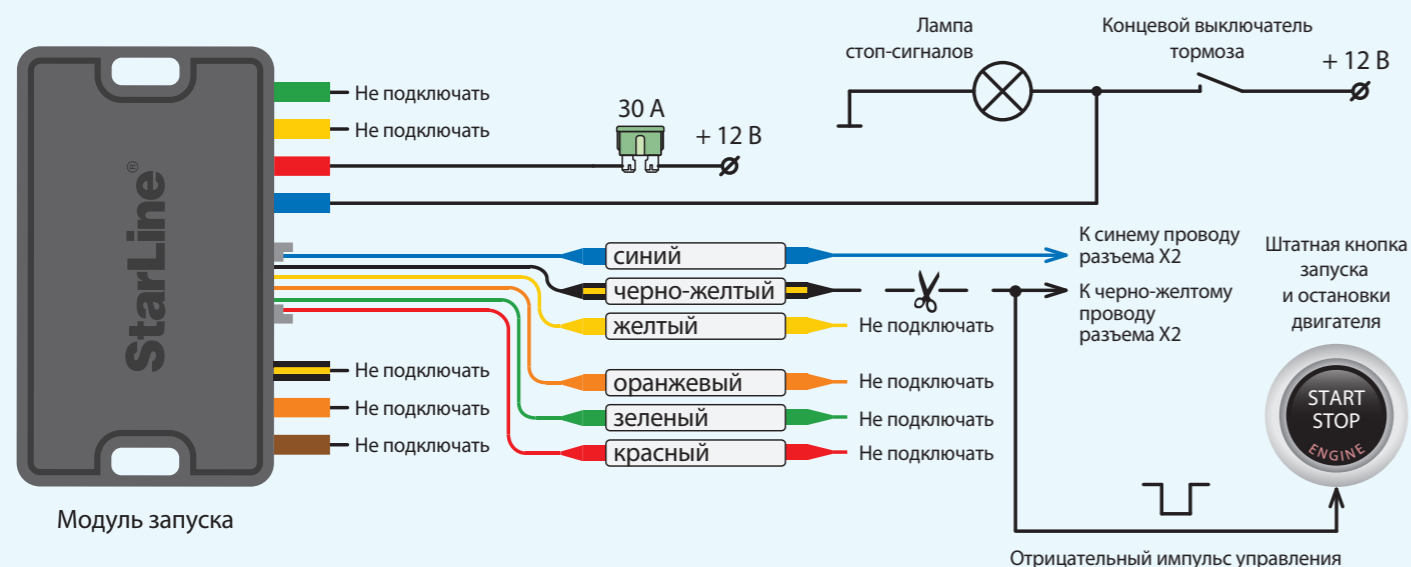 Лампа
стоп-сигналов
Концевой выключатель
тормоза
+ 12 В
Не подключать
Не подключать
30 А
+ 12 В
StarLine®
синий
К синему проводу
разъема X2
черно-желтый
К черно-желтому
проводу
разъема X2
Штатная кнопка
запуска
и остановки
двигателя
желтый
Не подключать
Не подключать
Не подключать
Не подключать
оранжевый
Не подключать
зеленый
Не подключать
красный
Не подключать
START
STOP
ENGINE
Модуль запуска
Отрицательный импульс управления